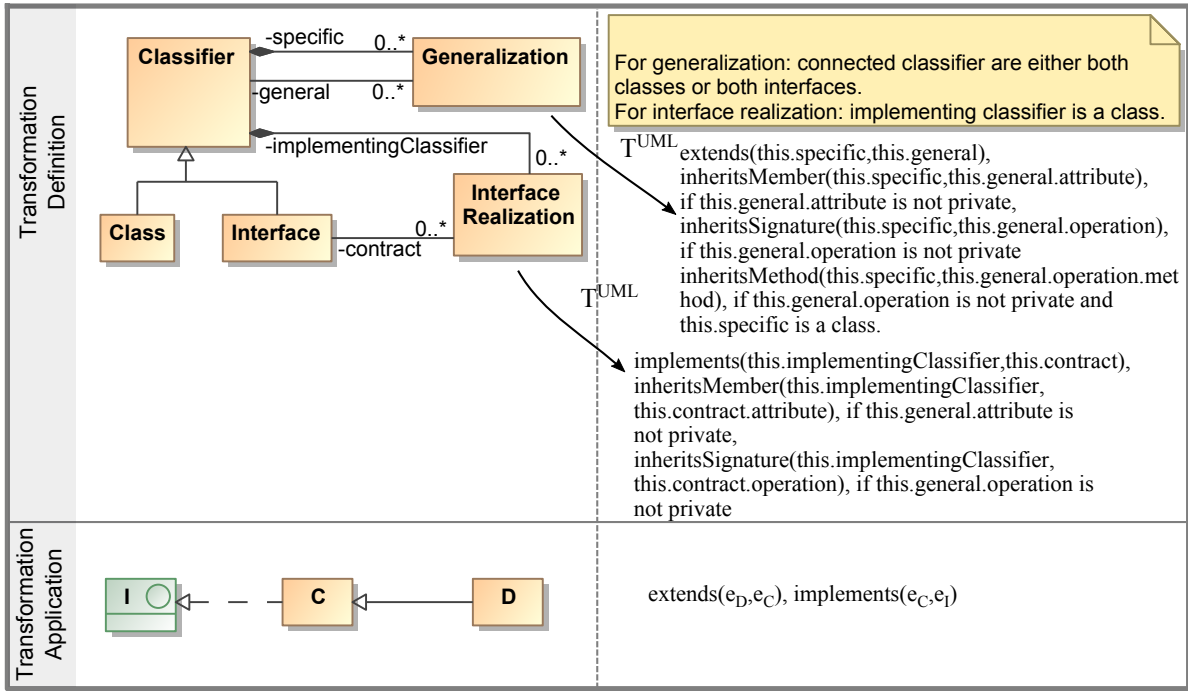 Transformation
Definition
Classifier
-specific
0..*
Generalization
-general
0..*
-implementingClassifier
0..*
Class
Interface
0..*
-contract
Interface
Realization
For generalization: connected classifier are either both
classes or both interfaces.
For interface realization: implementing classifier is a class.
T^UML
extends(this.specific,this.general),
inheritsMember(this.specific,this.general.attribute),
if this.general.attribute is not private,
inheritsSignature(this.specific,this.general.operation),
if this.general.operation is not private
inheritsMethod(this.specific,this.general.operation.met
hod), if this.general.operation is not private and
this.specific is a class.
T^UML
implements(this.implementingClassifier,this.contract),
inheritsMember(this.implementingClassifier,
this.contract.attribute), if this.general.attribute is
not private,
inheritsSignature(this.implementingClassifier,
this.contract.operation), if this.general.operation is
not private
Transformation
Application
I
C
D
extends(e_D,e_C), implements(e_C,e_I)